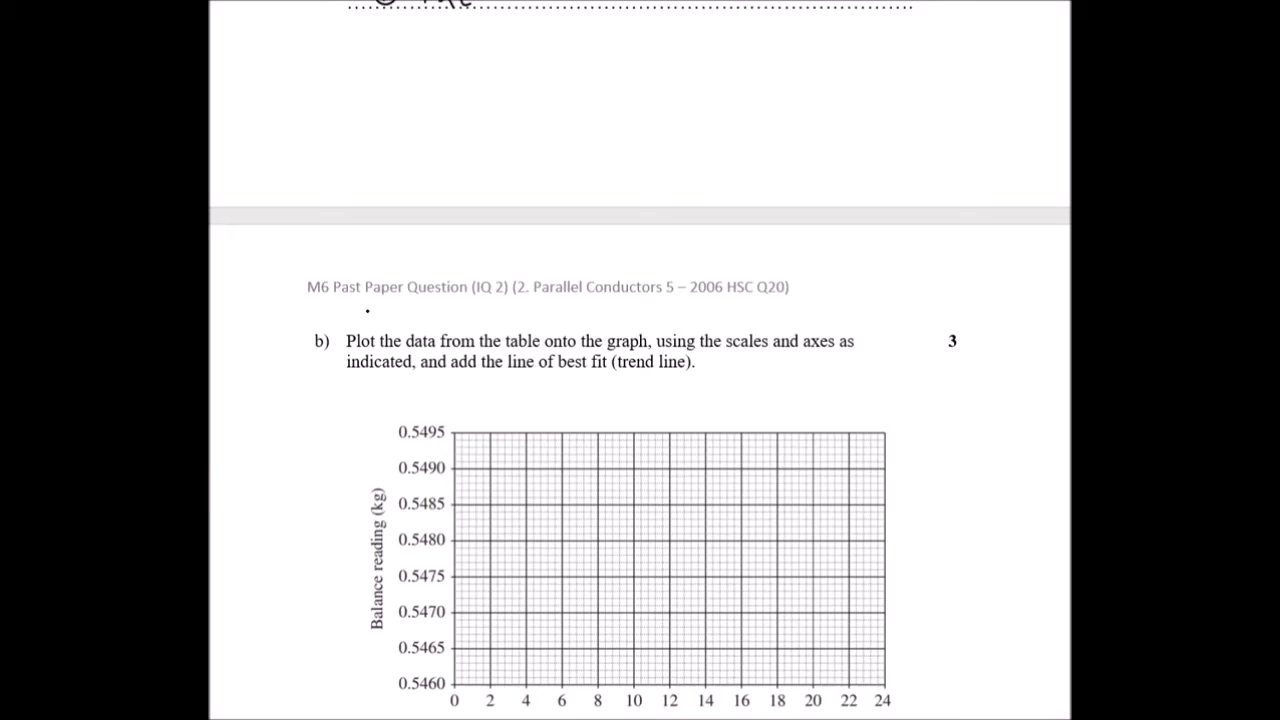 M6 Past Paper Question (IQ 2) (2. Parallel Conductors 5 – 2006 HSC Q20)
b) Plot the data from the table onto the graph, using the scales and axes as 3
indicated, and add the line of best fit (trend line).
Balance reading (kg)
0.5495
0.5490
0.5485
0.5480
0.5475
0.5470
0.5465
0.5460
0 2 4 6 8 10 12 14 16 18 20 22 24